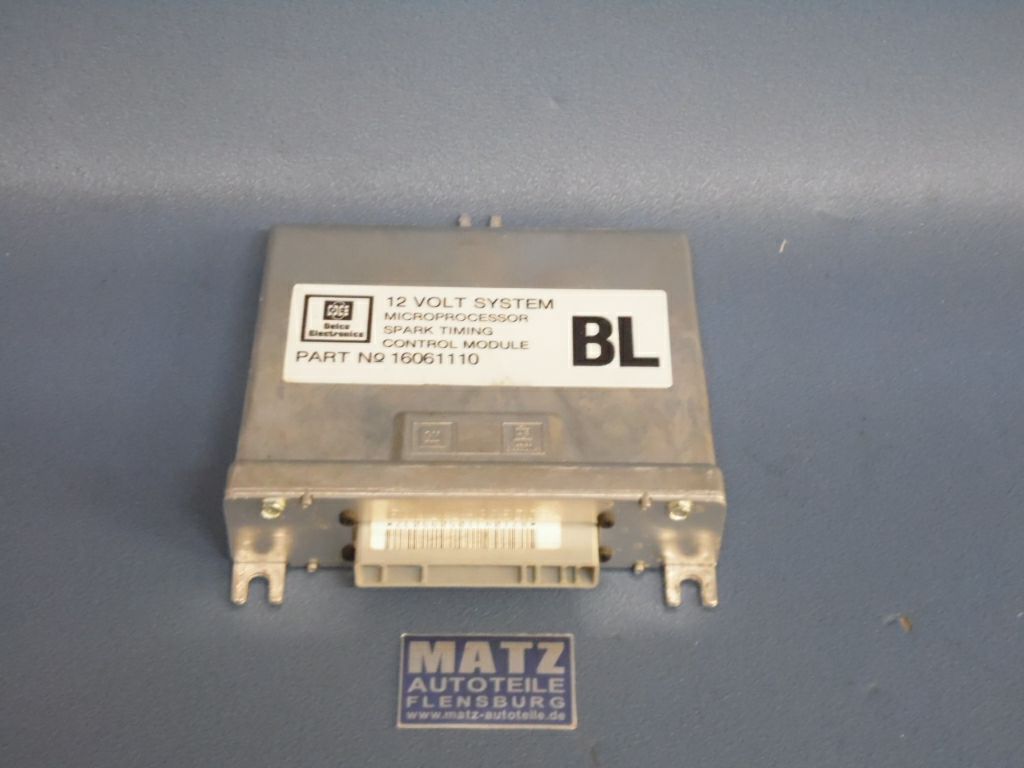 Delco
Electronics
12 VOLT SYSTEM
MICROPROCESSOR
SPARK TIMING
CONTROL MODULE
PART Nº 16061110
BL
GM
MATZ
AUTOTEILE
FLENSBURG
www.matz-autoteile.de